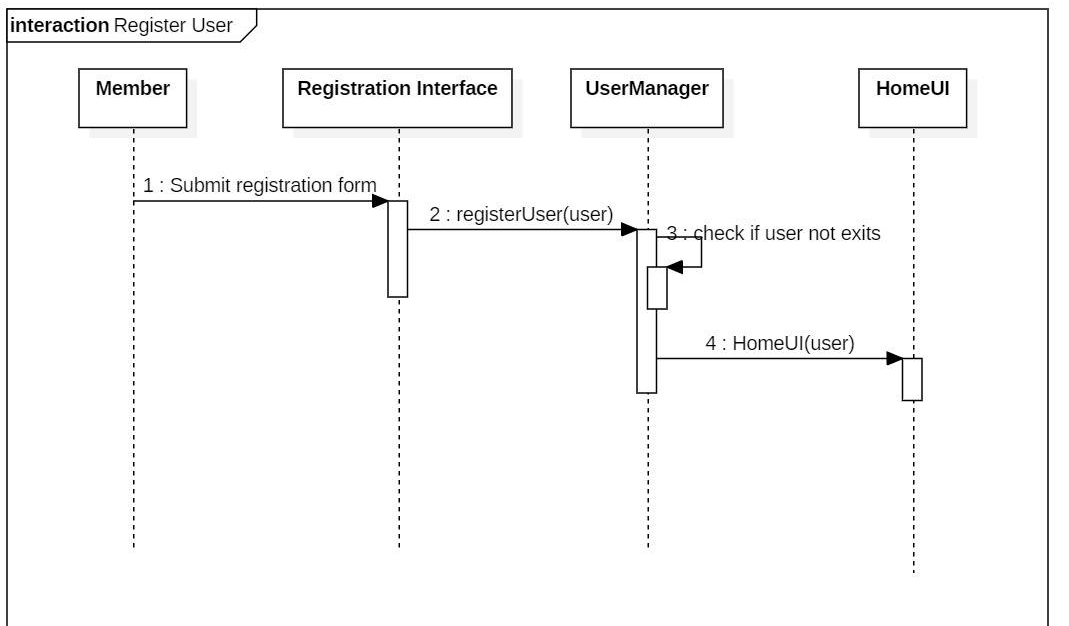 interaction Register User
Member
Registration Interface
UserManager
HomeUI
1 : Submit registration form
2 : registerUser(user)
3 : check if user not exits
4 : HomeUI(user)